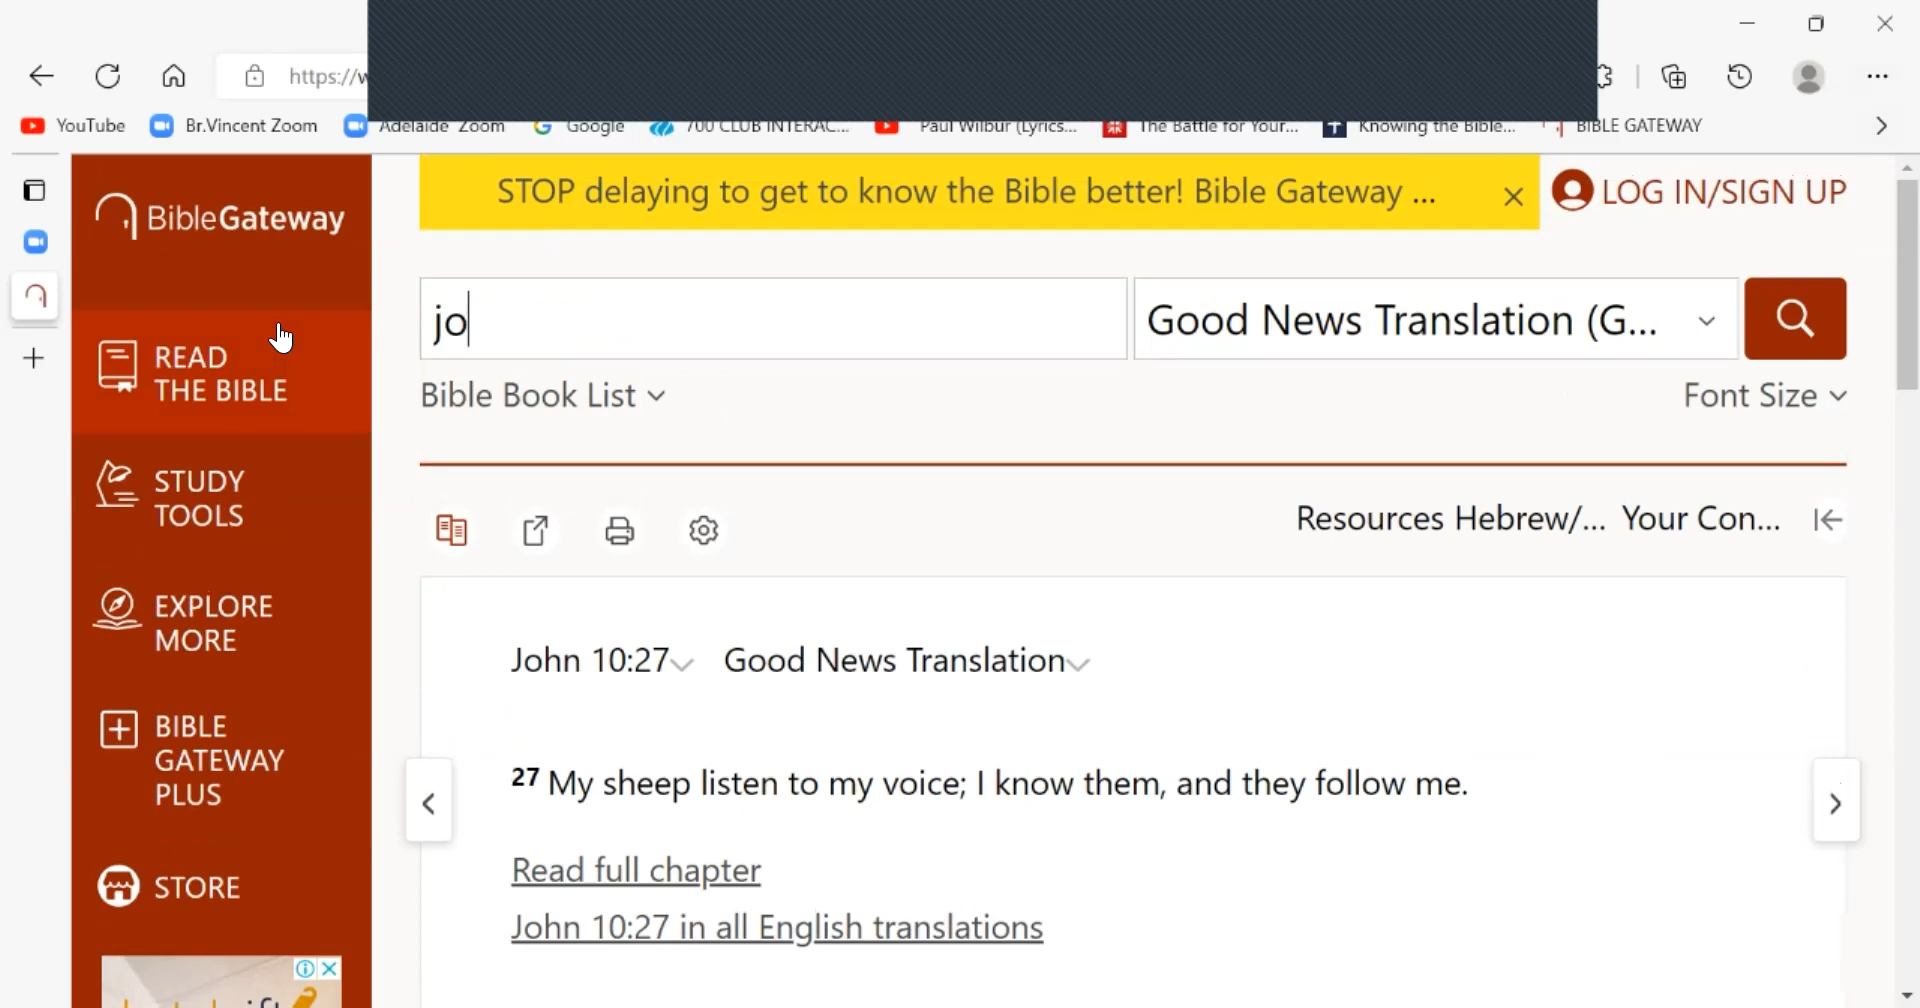 https://w
YouTube Br.Vincent Zoom Adelaide Zoom Google 700 CLUB INTERAC... Paul Wilbur (Lyrics... The Battle for Your... Knowing the Bible... BIBLE GATEWAY
BibleGateway
STOP delaying to get to know the Bible better! Bible Gateway ...
LOG IN/SIGN UP
jo
Good News Translation (G...
READ
THE BIBLE
Bible Book List
Font Size
STUDY
TOOLS
Resources Hebrew/... Your Con...
EXPLORE
MORE
John 10:27 Good News Translation
BIBLE
GATEWAY
PLUS
27 My sheep listen to my voice; I know them, and they follow me.
Read full chapter
STORE
John 10:27 in all English translations